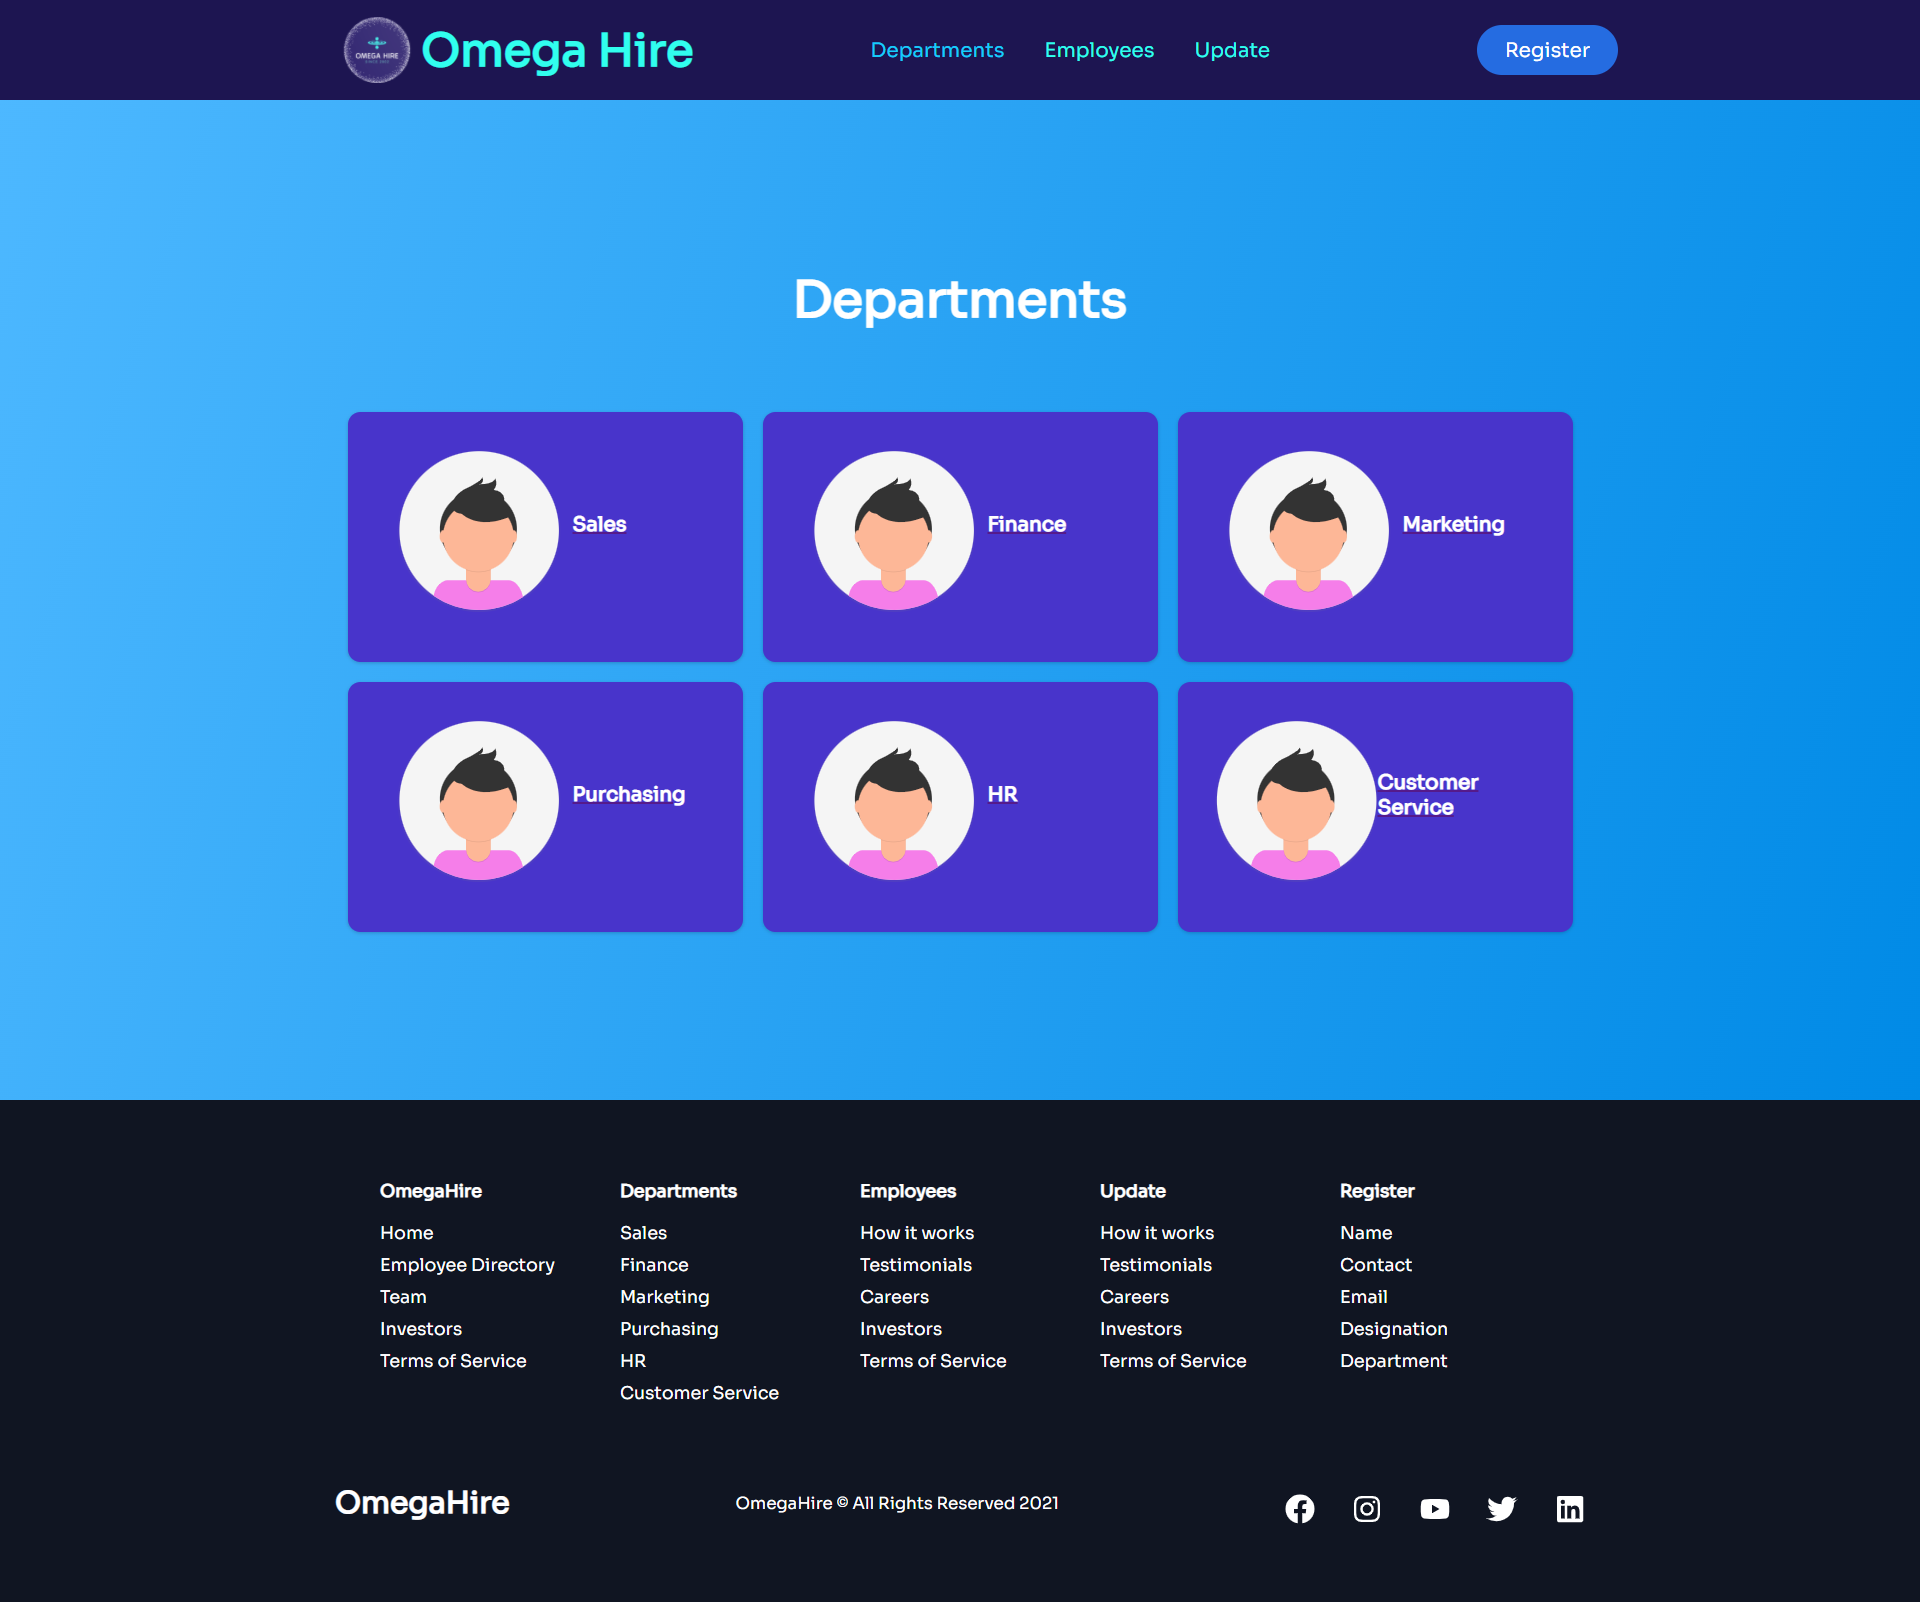 OMEGA HIRE
Omega Hire
Departments
Employees
Update
Register
Departments
Sales
Finance
Marketing
Purchasing
HR
Customer
Service
OmegaHire
Home
Employee Directory
Team
Investors
Terms of Service
Departments
Sales
Finance
Marketing
Purchasing
HR
Customer Service
Employees
How it works
Testimonials
Careers
Investors
Terms of Service
Update
How it works
Testimonials
Careers
Investors
Terms of Service
Register
Name
Contact
Email
Designation
Department
OmegaHire
OmegaHire © All Rights Reserved 2021